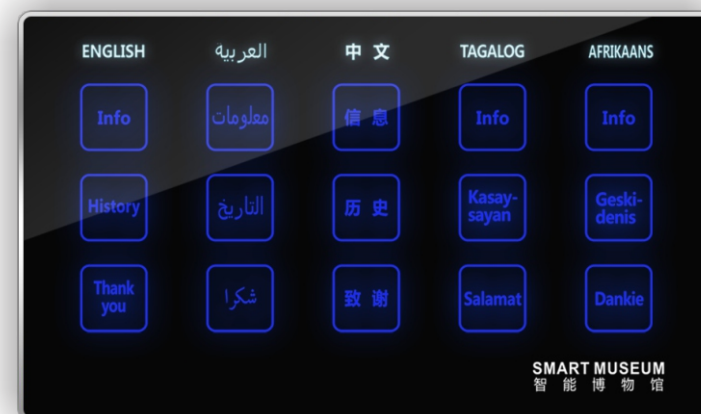 ENGLISH العربية 中文 TAGALOG AFRIKAANS
Info معلومات 信息 Info Info
History التاريخ 历史 Kasay-
sayan Geski-
denis
Thank
you شكرا 致谢 Salamat Dankie
SMART MUSEUM
智能博物馆